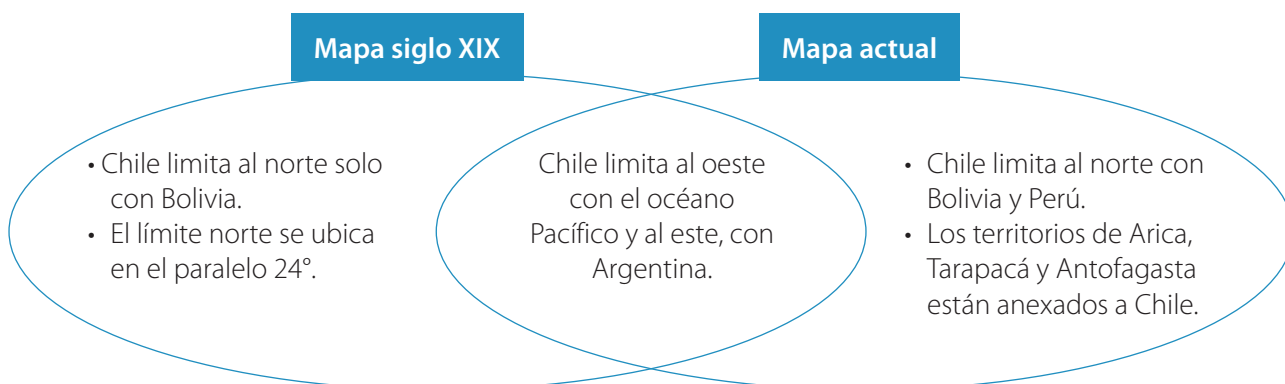 Mapa siglo XIX
Mapa actual
• Chile limita al norte solo
con Bolivia.
• El límite norte se ubica
en el paralelo 24°.
Chile limita al oeste
con el océano
Pacífico y al este, con
Argentina.
• Chile limita al norte con
Bolivia y Perú.
• Los territorios de Arica,
Tarapacá y Antofagasta
están anexados a Chile.